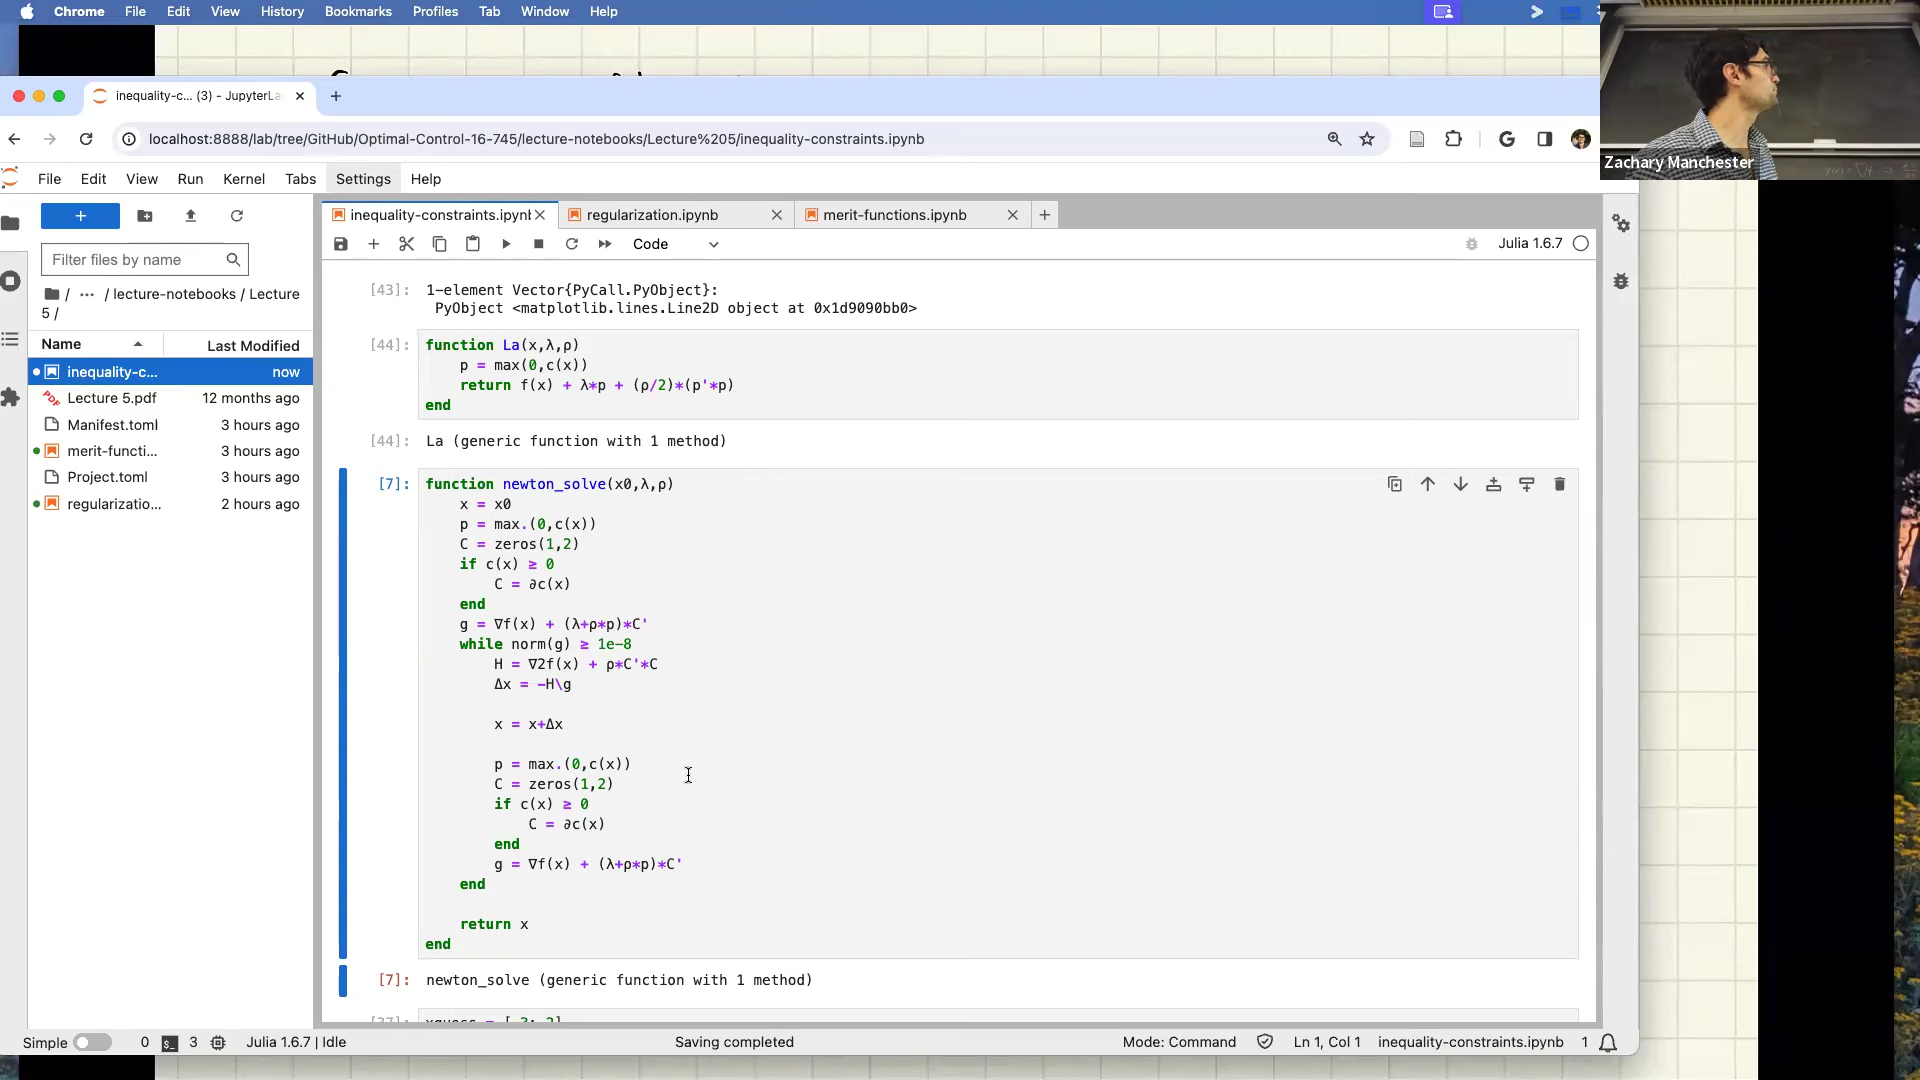 Chrome File Edit View History Bookmarks Profiles Tab Window Help
inequality-c... (3) - JupyterLa
localhost:8888/lab/tree/GitHub/Optimal-Control-16-745/lecture-notebooks/Lecture%205/inequality-constraints.ipynb
Zachary Manchester
File Edit View Run Kernel Tabs Settings Help
inequality-constraints.ipynb regularization.ipynb merit-functions.ipynb
Code
Julia 1.6.7
Filter files by name
/ ··· / lecture-notebooks / Lecture
5 /
Name Last Modified
inequality-c... now
Lecture 5.pdf 12 months ago
Manifest.toml 3 hours ago
merit-functi... 3 hours ago
Project.toml 3 hours ago
regularizatio... 2 hours ago
[43]: 1-element Vector{PyCall.PyObject}:
PyObject <matplotlib.lines.Line2D object at 0x1d9090bb0>
[44]: function La(x,λ,ρ)
p = max(0,c(x))
return f(x) + λ*p + (ρ/2)*(p'*p)
end
[44]: La (generic function with 1 method)
[7]: function newton_solve(x0,λ,ρ)
x = x0
p = max.(0,c(x))
C = zeros(1,2)
if c(x) ≥ 0
C = ∂c(x)
end
g = ∇f(x) + (λ+ρ*p)*C'
while norm(g) ≥ 1e-8
H = ∇2f(x) + ρ*C'*C
Δx = -H\g
x = x+Δx
p = max.(0,c(x))
C = zeros(1,2)
if c(x) ≥ 0
C = ∂c(x)
end
g = ∇f(x) + (λ+ρ*p)*C'
end
return x
end
[7]: newton_solve (generic function with 1 method)
Simple 0 $_ 3 Julia 1.6.7 | Idle Saving completed Mode: Command Ln 1, Col 1 inequality-constraints.ipynb 1